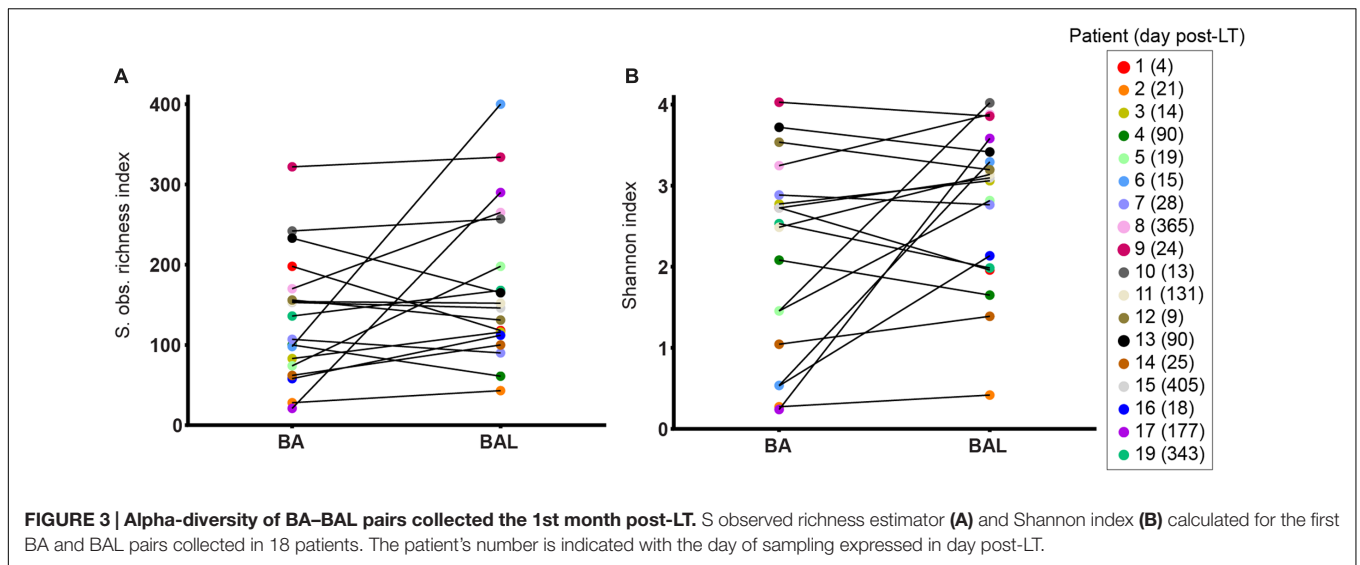 Patient (day post-LT)
A
B
S obs. richness index
400
300
200
100
0
BA
BAL
Shannon index
4
3
2
1
0
BA
BAL
1 (4)
2 (21)
3 (14)
4 (90)
5 (19)
6 (15)
7 (28)
8 (365)
9 (24)
10 (13)
11 (131)
12 (9)
13 (90)
14 (25)
15 (405)
16 (18)
17 (177)
19 (343)
FIGURE 3 | Alpha-diversity of BA–BAL pairs collected the 1st month post-LT. S observed richness estimator (A) and Shannon index (B) calculated for the first
BA and BAL pairs collected in 18 patients. The patient's number is indicated with the day of sampling expressed in day post-LT.